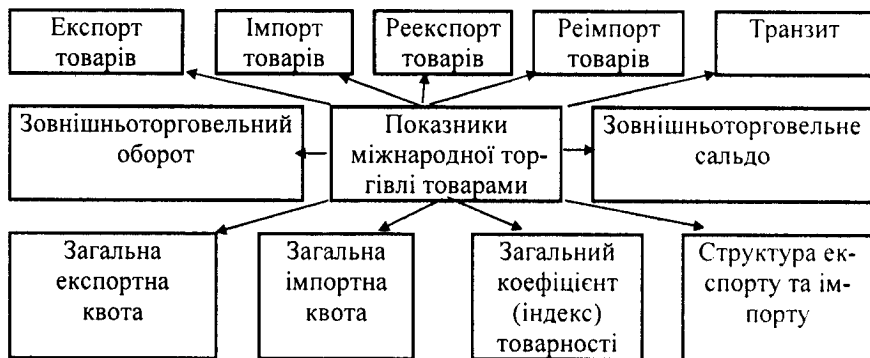 Експорт
товарів
Імпорт
товарів
Реекспорт
товарів
Реімпорт
товарів
Транзит
Зовнішньоторговельний
оборот
Показники
міжнародної тор-
гівлі товарами
Зовнішньоторговельне
сальдо
Загальна
експортна
квота
Загальна
імпортна
квота
Загальний
коефіцієнт
(індекс)
товарності
Структура ек-
спорту та ім-
порту